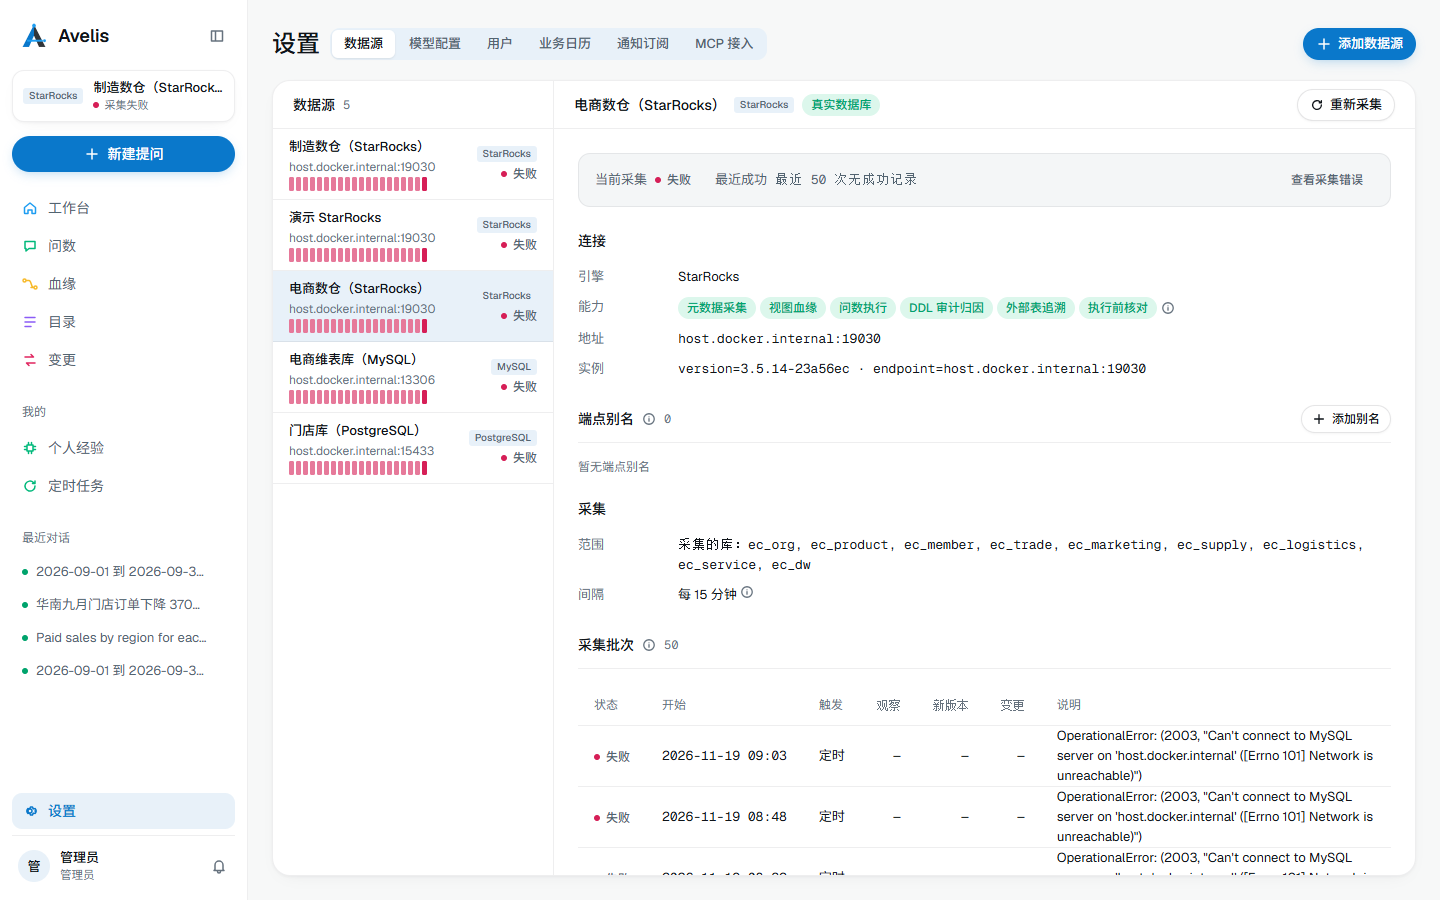 Avelis
StarRocks
制造数仓（StarRock...
采集失败
新建提问
工作台
问数
血缘
目录
变更
我的
个人经验
定时任务
最近对话
2026-09-01 到 2026-09-3...
华南九月门店订单下降 370...
Paid sales by region for eac...
2026-09-01 到 2026-09-3...
设置
管
管理员
管理员
设置
数据源
模型配置
用户
业务日历
通知订阅
MCP 接入
添加数据源
数据源 5
制造数仓（StarRocks）
StarRocks
host.docker.internal:19030
失败
演示 StarRocks
StarRocks
host.docker.internal:19030
失败
电商数仓（StarRocks）
StarRocks
host.docker.internal:19030
失败
电商维表库（MySQL）
MySQL
host.docker.internal:13306
失败
门店库（PostgreSQL）
PostgreSQL
host.docker.internal:15433
失败
电商数仓（StarRocks）
StarRocks
真实数据库
重新采集
当前采集 失败 最近成功 最近 50 次无成功记录
查看采集错误
连接
引擎 StarRocks
能力 元数据采集 视图血缘 问数执行 DDL 审计归因 外部表追溯 执行前核对
地址 host.docker.internal:19030
实例 version=3.5.14-23a56ec · endpoint=host.docker.internal:19030
端点别名 0
添加别名
暂无端点别名
采集
范围 采集的库: ec_org, ec_product, ec_member, ec_trade, ec_marketing, ec_supply, ec_logistics,
ec_service, ec_dw
间隔 每 15 分钟
采集批次 50
状态 开始 触发 观察 新版本 变更 说明
失败 2026-11-19 09:03 定时 — — — OperationalError: (2003, "Can't connect to MySQL
server on 'host.docker.internal' ([Errno 101] Network is
unreachable)")
失败 2026-11-19 08:48 定时 — — — OperationalError: (2003, "Can't connect to MySQL
server on 'host.docker.internal' ([Errno 101] Network is
unreachable)")
OperationalError: (2003, "Can't connect to MySQL